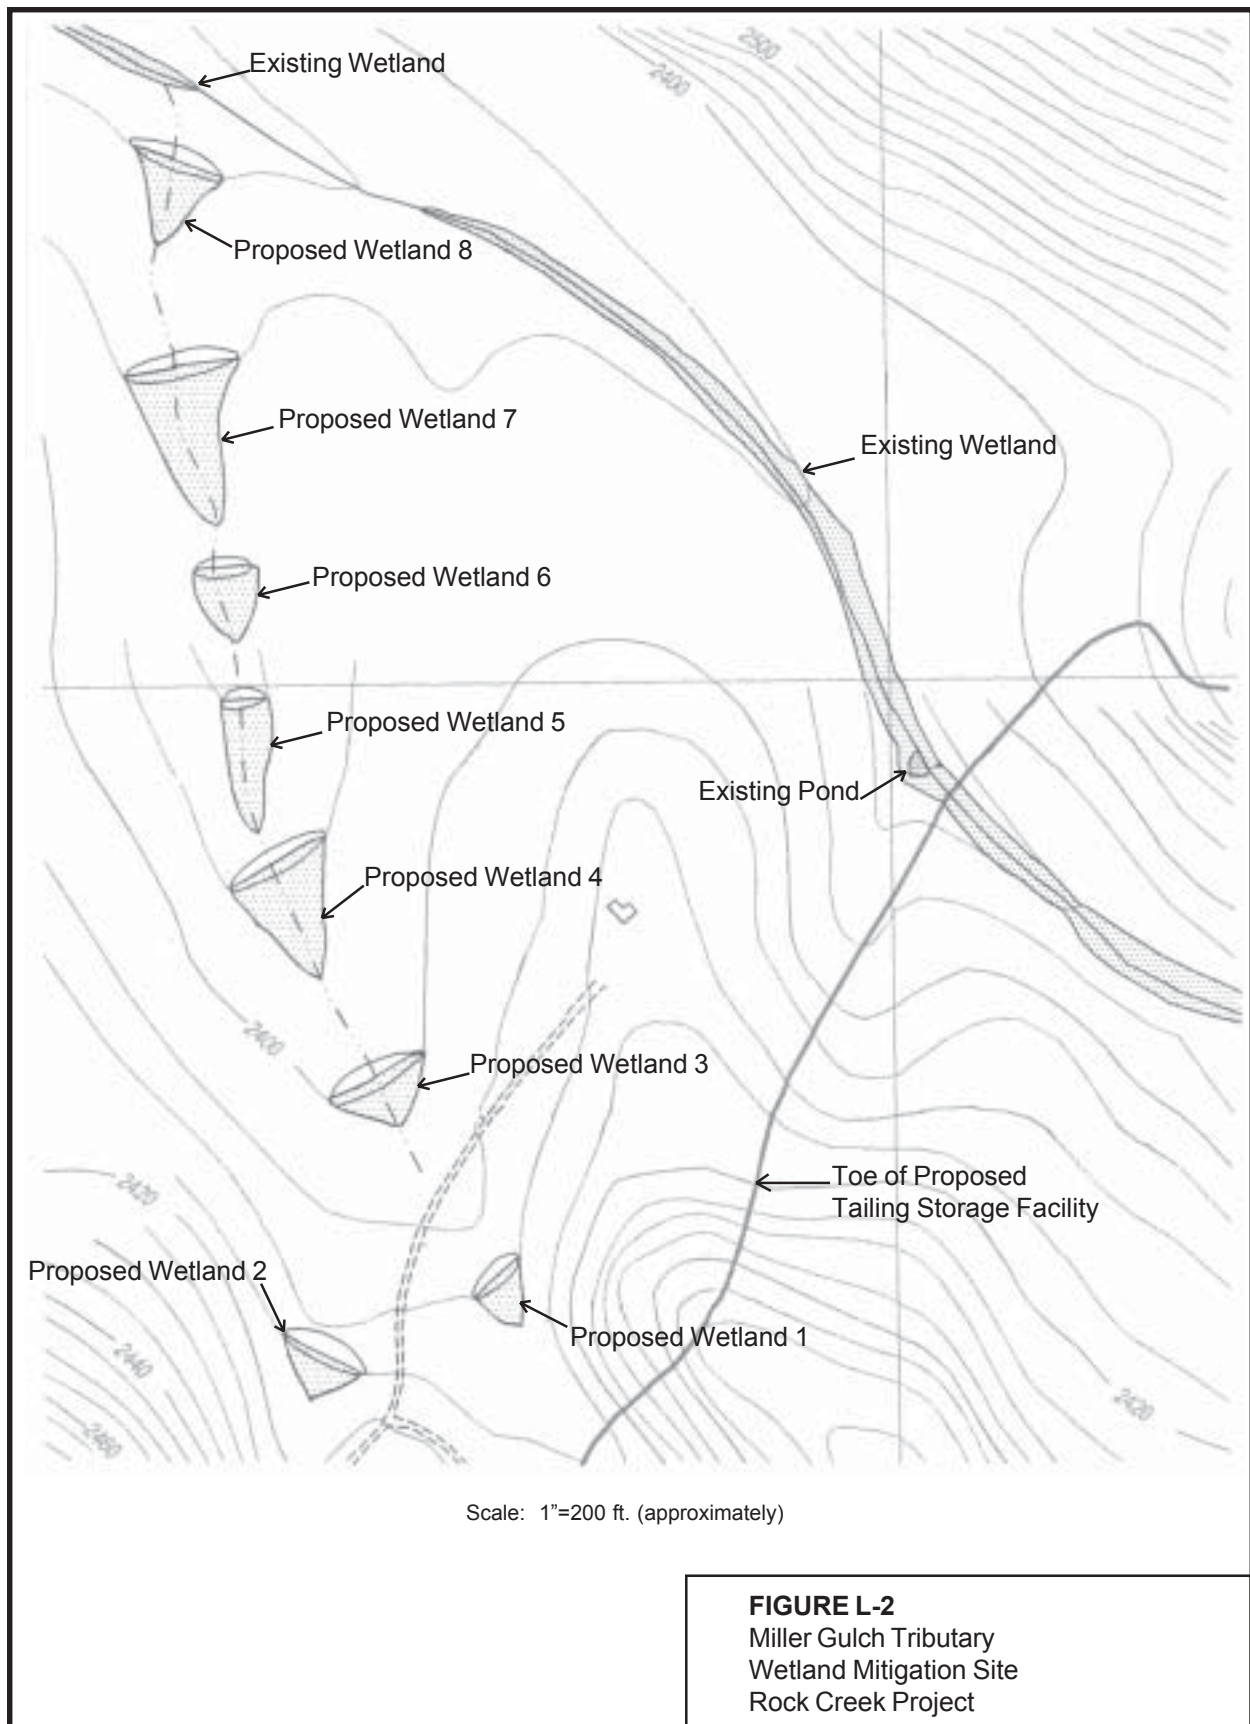 Existing Wetland
2500
2400
Proposed Wetland 8
Proposed Wetland 7
Existing Wetland
Proposed Wetland 6
Proposed Wetland 5
Existing Pond
Proposed Wetland 4
2400
Proposed Wetland 3
2420
Toe of Proposed
Tailing Storage Facility
Proposed Wetland 2
Proposed Wetland 1
2440
2420
2460
Scale: 1”=200 ft. (approximately)
FIGURE L-2
Miller Gulch Tributary
Wetland Mitigation Site
Rock Creek Project